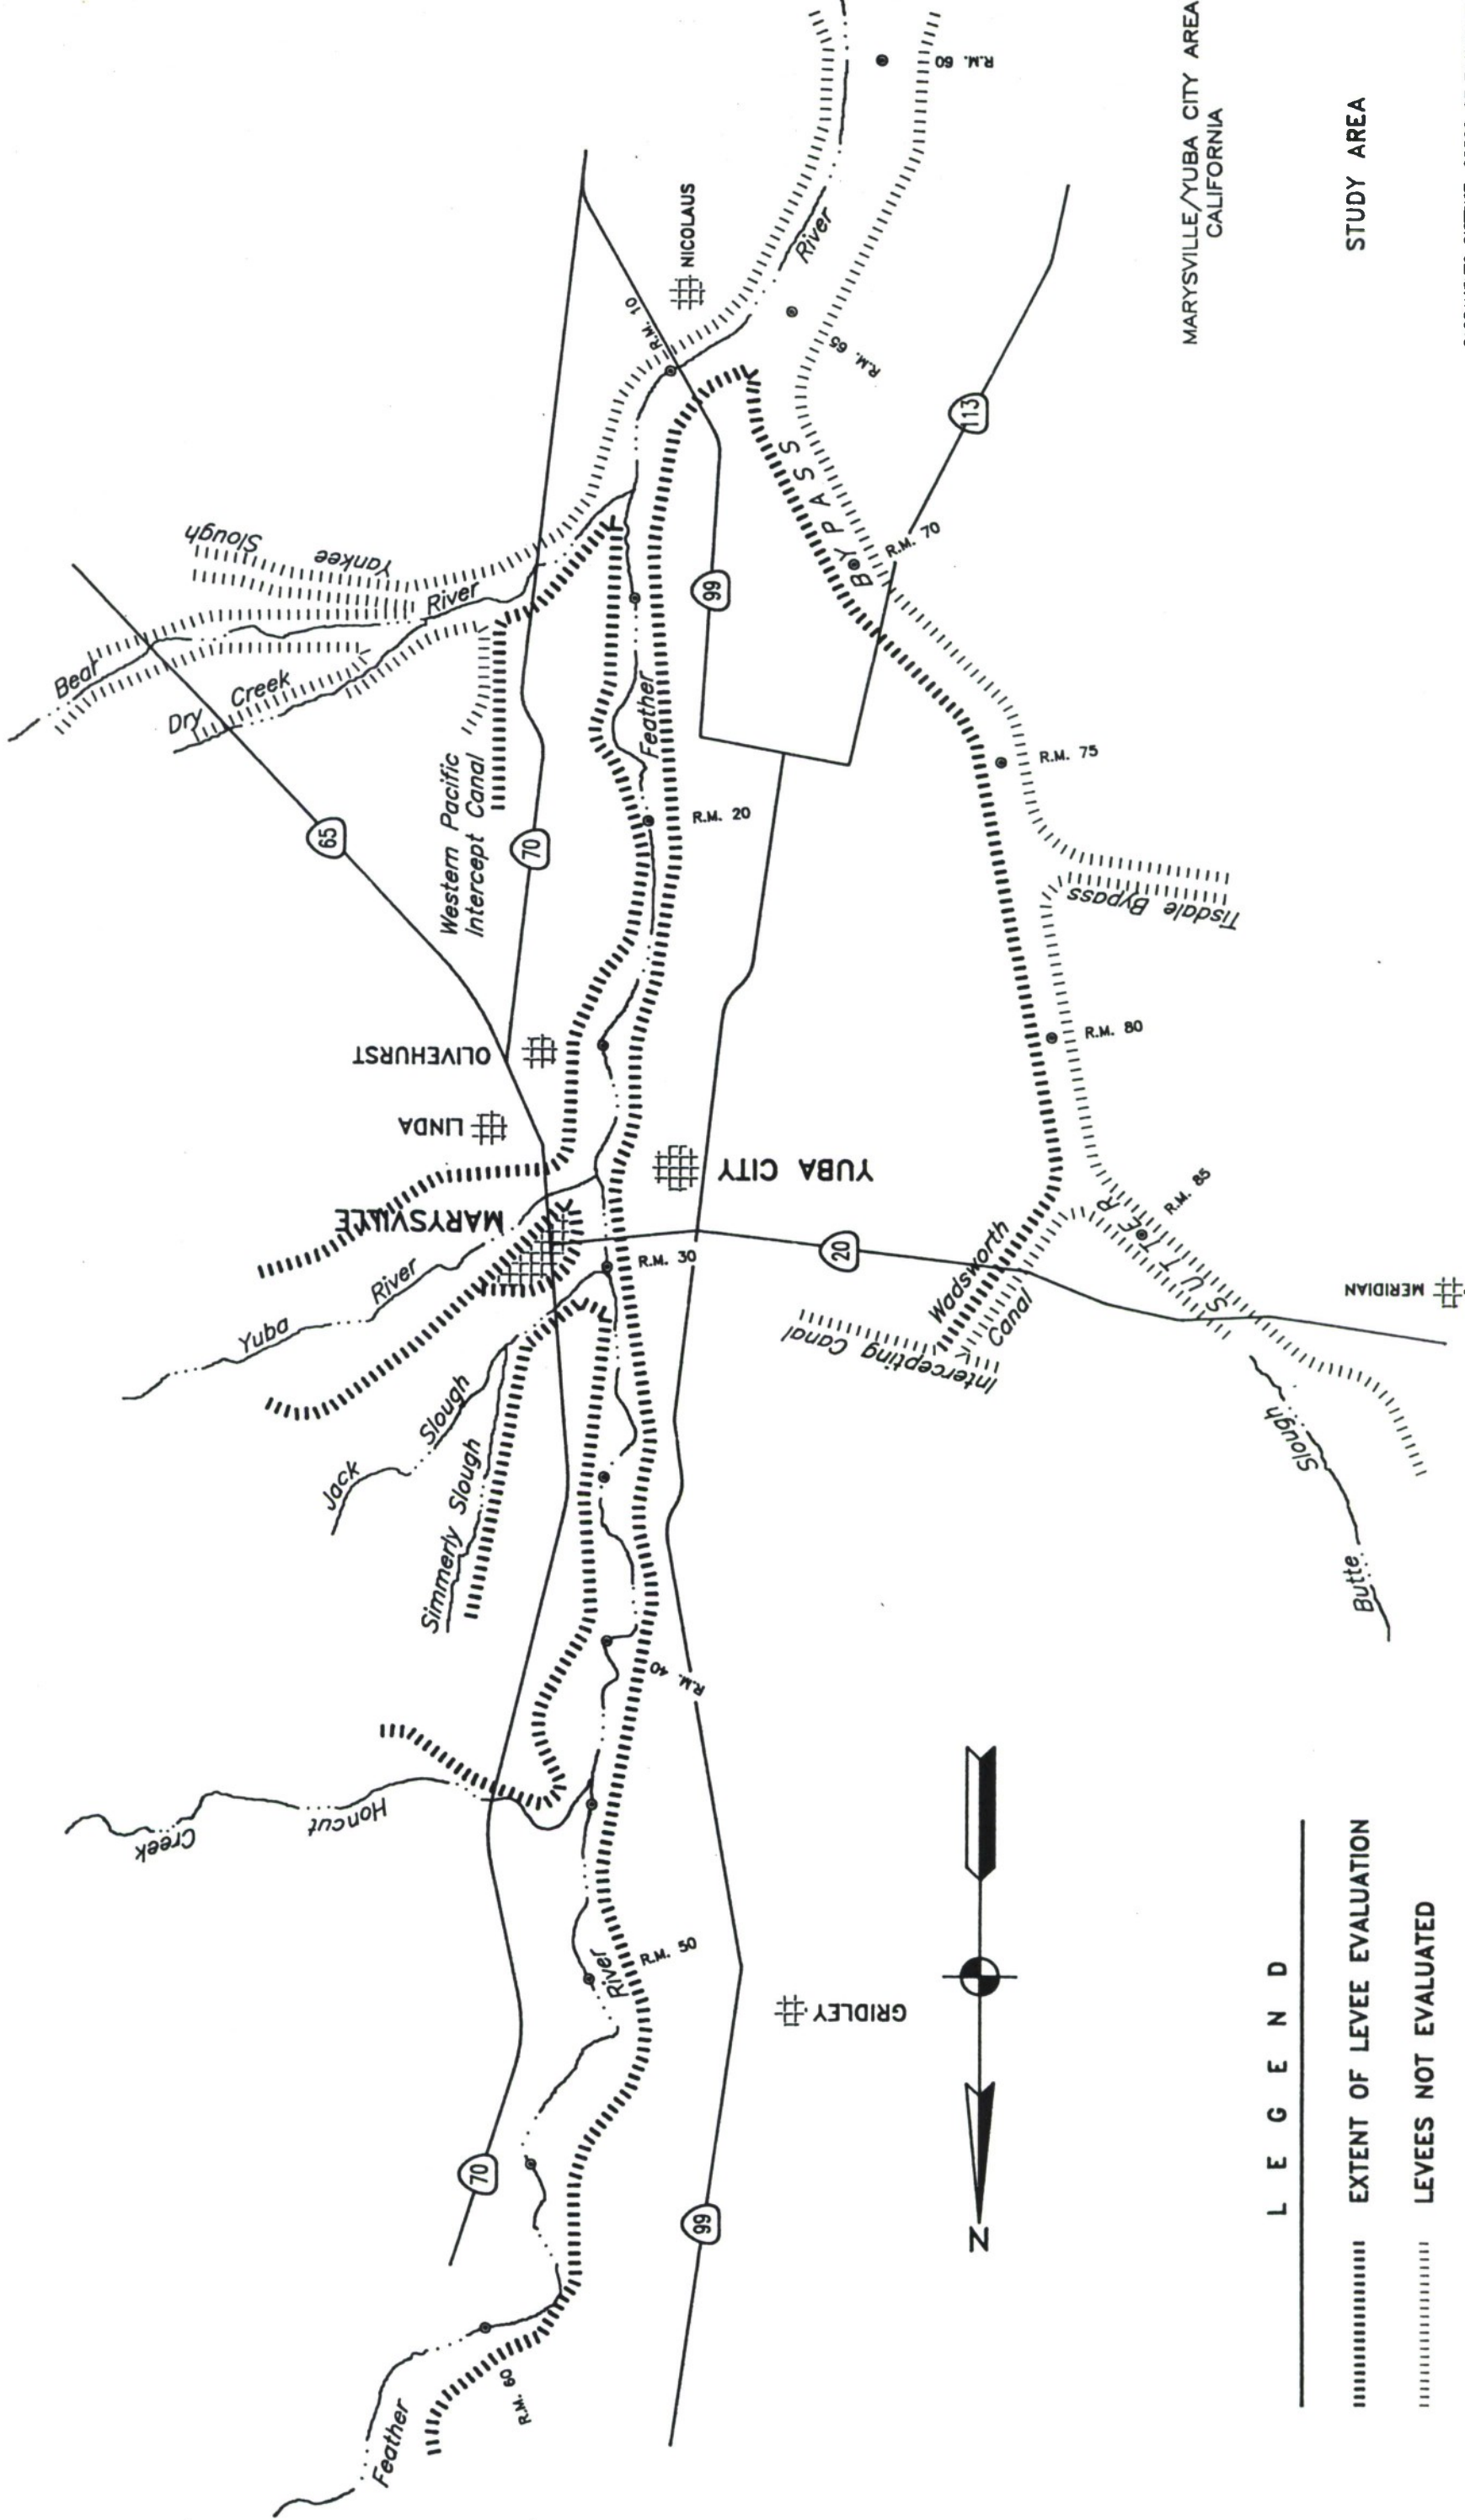 Bear
River
Yankee
Slough
Dry
Creek
65
Western Pacific
Intercept Canal
70
NICOLAUS
R.M. 10
River
R.M. 60
R.M. 65
113
BYPASS
R.M. 70
99
Feather
R.M. 20
R.M. 75
Tisdale Bypass
R.M. 80
OLIVEHURST
LINDA
MARYSVILLE
YUBA CITY
Yuba
River
R.M. 30
20
Wadsworth
Canal
Intercepting Canal
SUTTER
R.M. 85
MERIDIAN
Butte
Slough
Jack
Slough
Simmerly Slough
R.M. 40
Honcut
Creek
River
R.M. 50
GRIDLEY
70
99
R.M. 60
Feather
N
LEGEND
EXTENT OF LEVEE EVALUATION
LEVEES NOT EVALUATED
MARYSVILLE/YUBA CITY AREA
CALIFORNIA
STUDY AREA